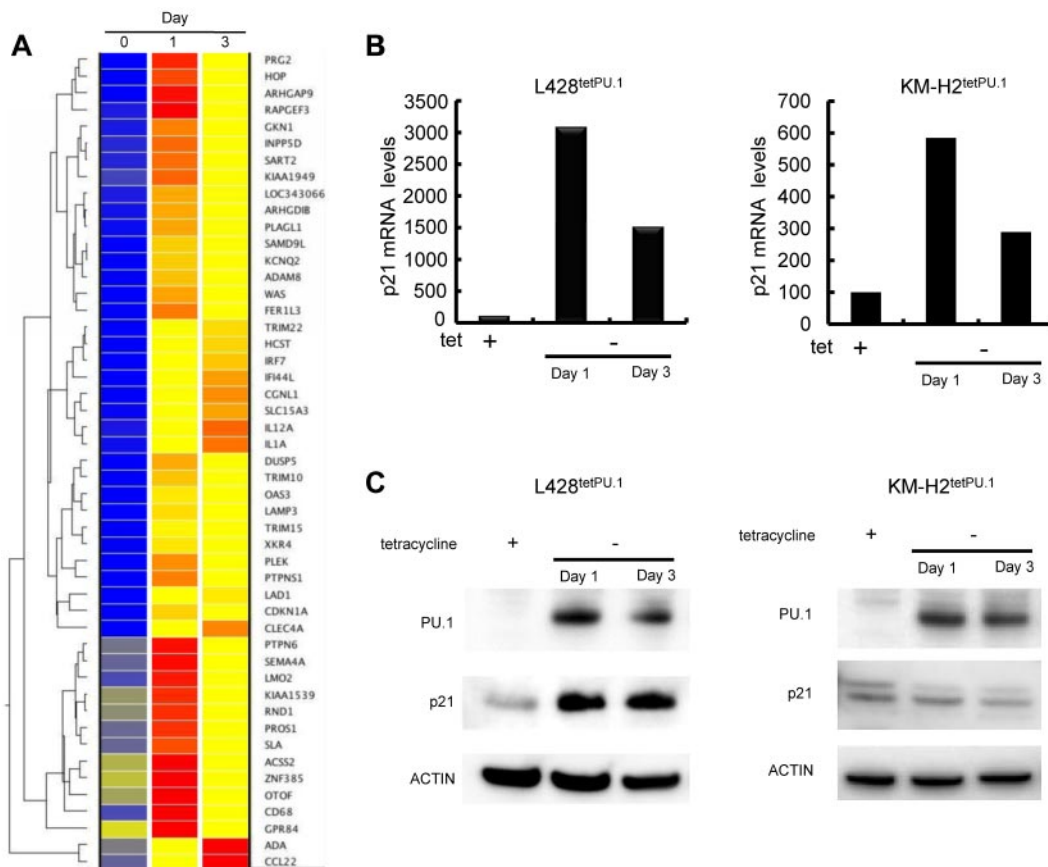 A
Day
0 1 3
PRG2
HOP
ARHGAP9
RAPGEF3
GKN1
INPP5D
SART2
KIAA1949
LOC343066
ARHGDIB
PLAGL1
SAMD9L
KCNQ2
ADAM8
WAS
FER1L3
TRIM22
HCST
IRF7
IFI44L
CGNL1
SLC15A3
IL12A
IL1A
DUSP5
TRIM10
OAS3
LAMP3
TRIM15
XKR4
PLEK
PTPNS1
LAD1
CDKN1A
CLEC4A
PTPN6
SEMA4A
LMO2
KIAA1539
RND1
PROS1
SLA
ACSS2
ZNF385
OTOF
CD68
GPR84
ADA
CCL22
B
L428tetPU.1
p21 mRNA levels
3500
3000
2500
2000
1500
1000
500
0
tet + -
Day 1 Day 3
KM-H2tetPU.1
p21 mRNA levels
700
600
500
400
300
200
100
0
tet + -
Day 1 Day 3
C
L428tetPU.1
tetracycline + -
Day 1 Day 3
PU.1
p21
ACTIN
KM-H2tetPU.1
tetracycline + -
Day 1 Day 3
PU.1
p21
ACTIN